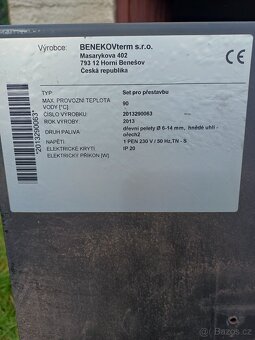 Výrobce: BENEKOVterm s.r.o.
Masarykova 402
793 12 Horní Benešov
Česká republika
CE
TYP Set pro přestavbu
MAX. PROVOZNÍ TEPLOTA VODY [°C] 90
ČÍSLO VÝROBKU 2013290063
ROK VÝROBY 2013
DRUH PALIVA dřevní pelety Ø 6-14 mm, hnědé uhlí - ořech2
NAPĚTÍ 1 PEN 230 V / 50 Hz, TN - S
ELEKTRICKÉ KRYTÍ IP 20
ELEKTRICKÝ PŘÍKON [W]
*2013290063*
Bazoš.cz